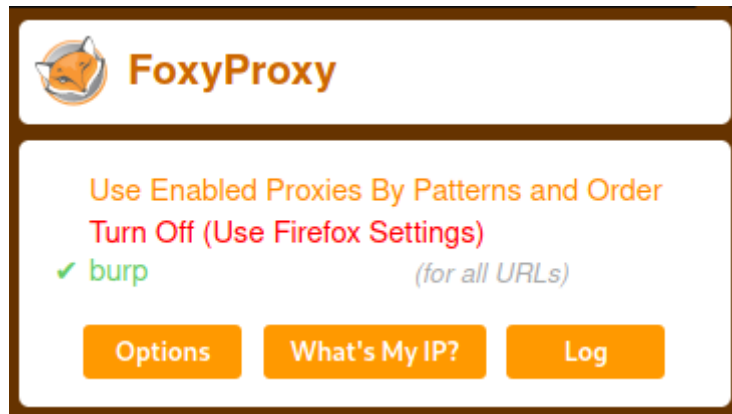 FoxyProxy
Use Enabled Proxies By Patterns and Order
Turn Off (Use Firefox Settings)
✔ burp (for all URLs)
Options What's My IP? Log